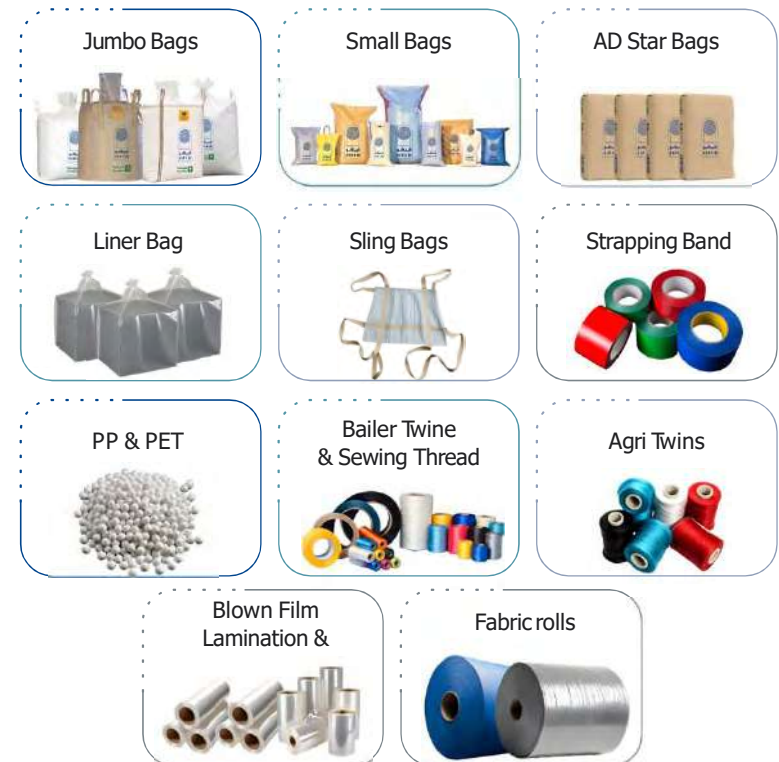 Jumbo Bags
Small Bags
AD Star Bags
Liner Bag
Sling Bags
Strapping Band
PP & PET
Bailer Twine
& Sewing Thread
Agri Twins
Blown Film
Lamination &
Fabric rolls